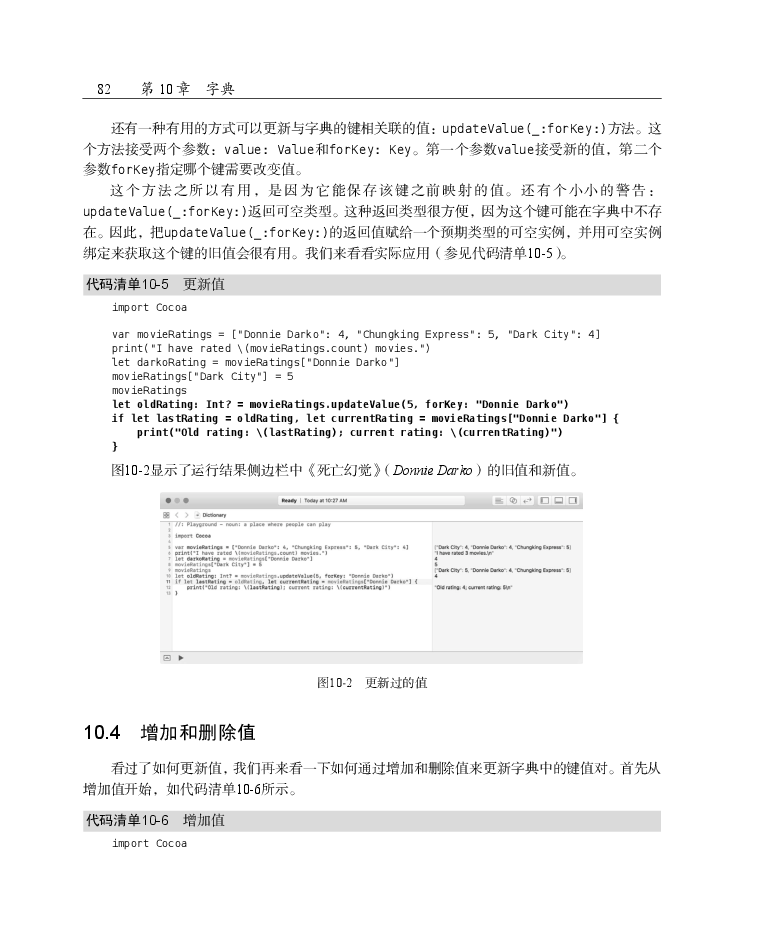 82 第 10 章 字典
还有一种有用的方式可以更新与字典的键相关联的值：updateValue(_:forKey:)方法。这
个方法接受两个参数：value: Value和forKey: Key。第一个参数value接受新的值，第二个
参数forKey指定哪个键需要改变值。
这个方法之所以有用，是因为它能保存该键之前映射的值。还有个小小的警告：
updateValue(_:forKey:)返回可空类型。这种返回类型很方便，因为这个键可能在字典中不存
在。因此，把updateValue(_:forKey:)的返回值赋给一个预期类型的可空实例，并用可空实例
绑定来获取这个键的旧值会很有用。我们来看看实际应用（参见代码清单10-5）。
代码清单10-5 更新值
import Cocoa
var movieRatings = ["Donnie Darko": 4, "Chungking Express": 5, "Dark City": 4]
print("I have rated \(movieRatings.count) movies.")
let darkoRating = movieRatings["Donnie Darko"]
movieRatings["Dark City"] = 5
movieRatings
let oldRating: Int? = movieRatings.updateValue(5, forKey: "Donnie Darko")
if let lastRating = oldRating, let currentRating = movieRatings["Donnie Darko"] {
print("Old rating: \(lastRating); current rating: \(currentRating)")
}
图10-2显示了运行结果侧边栏中《死亡幻觉》（Donnie Darko）的旧值和新值。
Ready | Today at 10:27 AM
Dictionary
1 //: Playground – noun: a place where people can play
2
3 import Cocoa
4
5 var movieRatings = ["Donnie Darko": 4, "Chungking Express": 5, "Dark City": 4] ["Dark City": 4, "Donnie Darko": 4, "Chungking Express": 5]
6 print("I have rated \(movieRatings.count) movies.") "I have rated 3 movies.\n"
7 let darkoRating = movieRatings["Donnie Darko"] 4
8 movieRatings["Dark City"] = 5 5
9 movieRatings ["Dark City": 5, "Donnie Darko": 4, "Chungking Express": 5]
10 let oldRating: Int? = movieRatings.updateValue(5, forKey: "Donnie Darko") 4
11 if let lastRating = oldRating, let currentRating = movieRatings["Donnie Darko"] {
12 print("Old rating: \(lastRating); current rating: \(currentRating)") "Old rating: 4; current rating: 5\n"
13 }
图10-2 更新过的值
10.4 增加和删除值
看过了如何更新值，我们再来看一下如何通过增加和删除值来更新字典中的键值对。首先从
增加值开始，如代码清单10-6所示。
代码清单10-6 增加值
import Cocoa